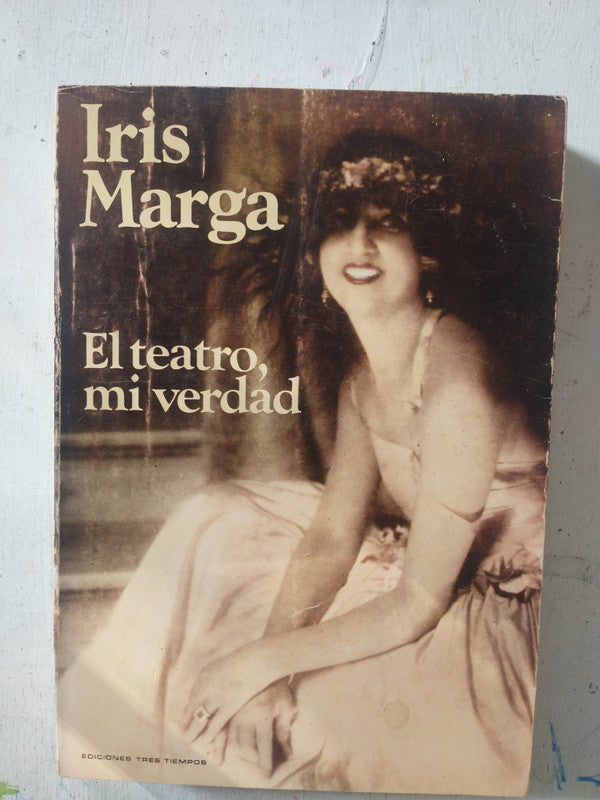 Iris
Marga
El teatro,
mi verdad
EDICIONES TRES TIEMPOS